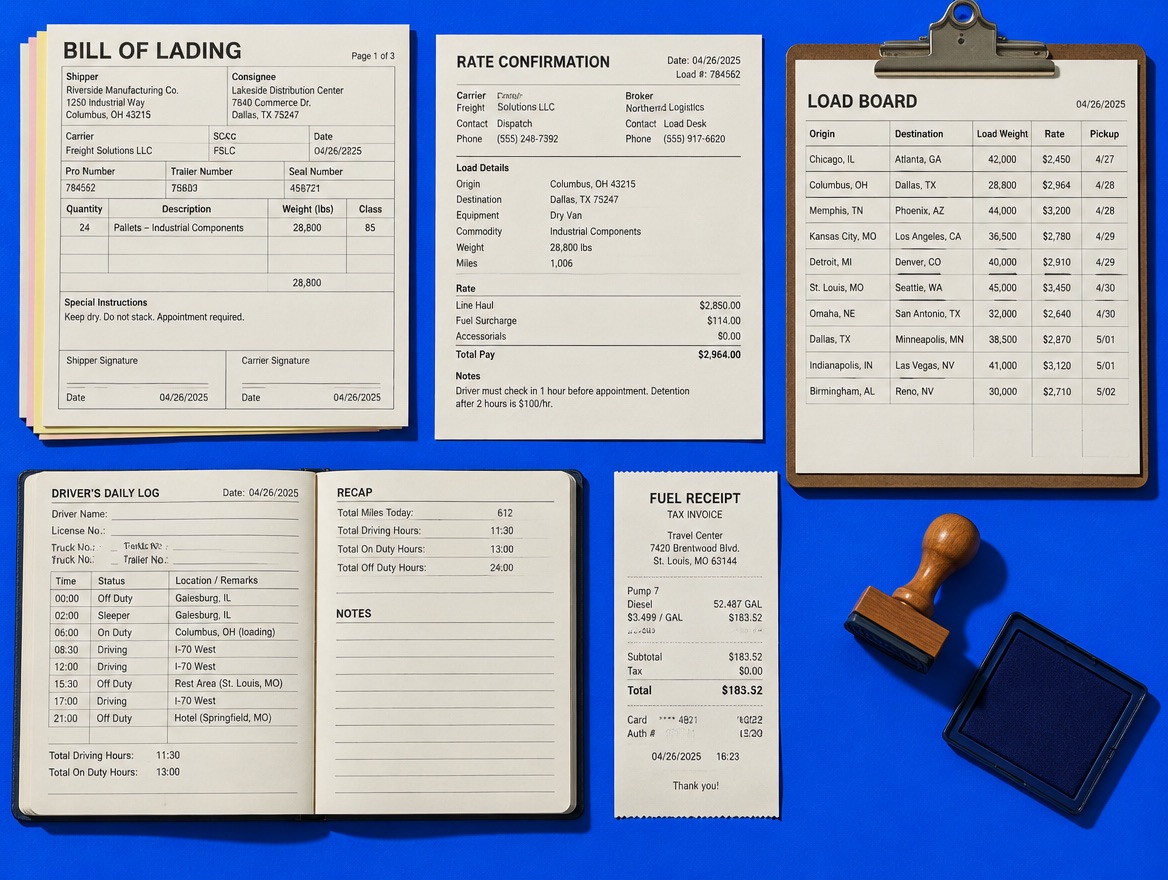 BILL OF LADING
Page 1 of 3
Shipper
Riverside Manufacturing Co.
1250 Industrial Way
Columbus, OH 43215
Consignee
Lakeside Distribution Center
7840 Commerce Dr.
Dallas, TX 75247
Carrier
Freight Solutions LLC
FSLC
Date
Pro Number Trailer Number Seal Number
784562
Quantity Description Weight (lbs) Class
24 Pallets – Industrial Components 28,800 85
28,800
Special Instructions
Keep dry. Do not stack. Appointment required.
Shipper Signature Carrier Signature
Date 04/26/2025 Date 04/26/2025
RATE CONFIRMATION
Date: 04/26/2025
Load #: 784562
Carrier
Freight Solutions LLC
Contact Dispatch
Phone (555) 248-7392
Broker
Northernd Logistics
Contact Load Desk
Phone (555) 917-6620
Load Details
Origin Columbus, OH 43215
Destination Dallas, TX 75247
Equipment Dry Van
Commodity Industrial Components
Weight 28,800 lbs
Miles 1,006
Rate
Line Haul $2,850.00
Fuel Surcharge $114.00
Accessorials $0.00
Total Pay $2,964.00
Notes
Driver must check in 1 hour before appointment. Detention
after 2 hours is $100/hr.
LOAD BOARD
04/26/2025
Origin Destination Load Weight Rate Pickup
Chicago, IL Atlanta, GA 42,000 $2,450 4/27
Columbus, OH Dallas, TX 28,800 $2,964 4/28
Memphis, TN Phoenix, AZ 44,000 $3,200 4/28
Kansas City, MO Los Angeles, CA 36,500 $2,780 4/29
Detroit, MI Denver, CO 40,000 $2,910 4/29
St. Louis, MO Seattle, WA 45,000 $3,450 4/30
Omaha, NE San Antonio, TX 32,000 $2,640 4/30
Dallas, TX Minneapolis, MN 38,500 $2,870 5/01
Indianapolis, IN Las Vegas, NV 41,000 $3,120 5/01
Birmingham, AL Reno, NV 30,000 $2,710 5/02
DRIVER'S DAILY LOG
Date: 04/26/2025
Driver Name:
License No.:
Truck No.:
Truck No.: Trailer No.:
Time Status Location / Remarks
00:00 Off Duty Galesburg, IL
02:00 Sleeper Galesburg, IL
06:00 On Duty Columbus, OH (loading)
08:30 Driving I-70 West
12:00 Driving I-70 West
15:30 Off Duty Rest Area (St. Louis, MO)
17:00 Driving I-70 West
21:00 Off Duty Hotel (Springfield, MO)
Total Driving Hours: 11:30
Total On Duty Hours: 13:00
RECAP
Total Miles Today: 612
Total Driving Hours: 11:30
Total On Duty Hours: 13:00
Total Off Duty Hours: 24:00
NOTES
FUEL RECEIPT
TAX INVOICE
Travel Center
7420 Brentwood Blvd.
St. Louis, MO 63144
Pump 7
Diesel 52.487 GAL
$3.499 / GAL $183.52
Subtotal $183.52
Tax $0.00
Total $183.52
Card **** 4821
Auth #
04/26/2025 16:23
Thank you!